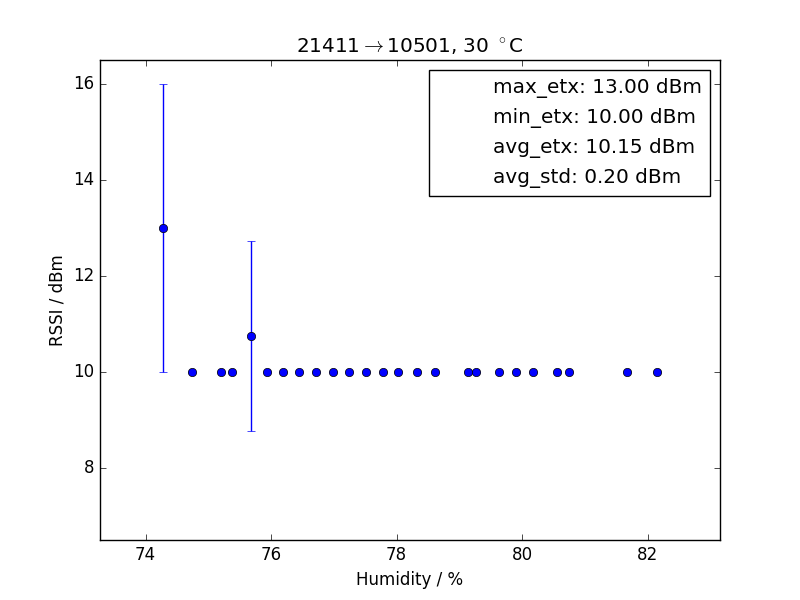 21411→10501, 30 °C
max_etx: 13.00 dBm
min_etx: 10.00 dBm
avg_etx: 10.15 dBm
avg_std: 0.20 dBm
16
14
12
10
8
RSSI / dBm
74 76 78 80 82
Humidity / %